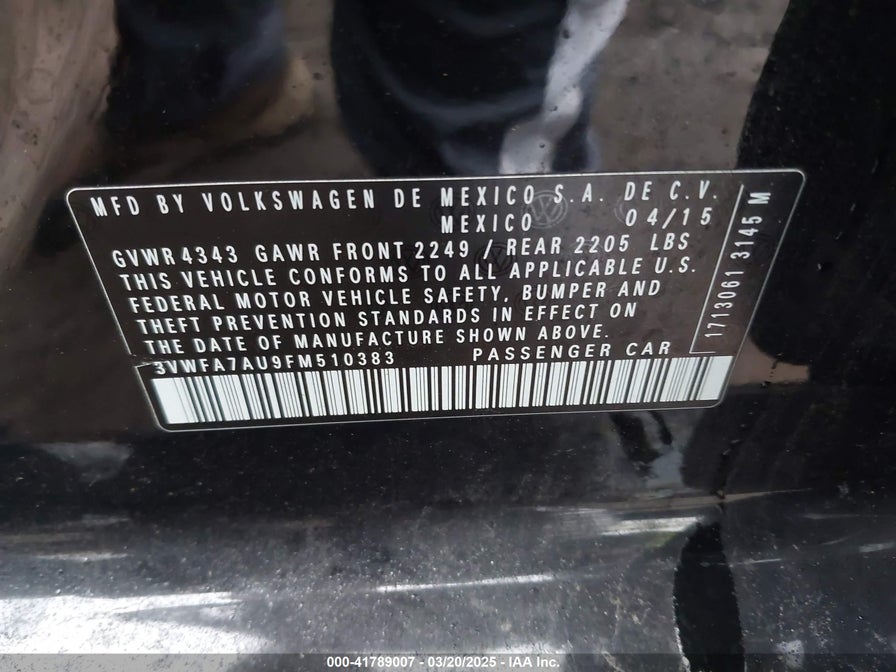 MFD BY VOLKSWAGEN DE MEXICO S.A. DE C.V.
MEXICO 04/15
GVWR 4343 GAWR FRONT 2249 REAR 2205 LBS
THIS VEHICLE CONFORMS TO ALL APPLICABLE U.S.
FEDERAL MOTOR VEHICLE SAFETY, BUMPER AND
THEFT PREVENTION STANDARDS IN EFFECT ON
THE DATE OF MANUFACTURE SHOWN ABOVE.
3VWFA7AU9FM510383 PASSENGER CAR
1713061 3145 M
000-41789007 - 03/20/2025 - IAA Inc.